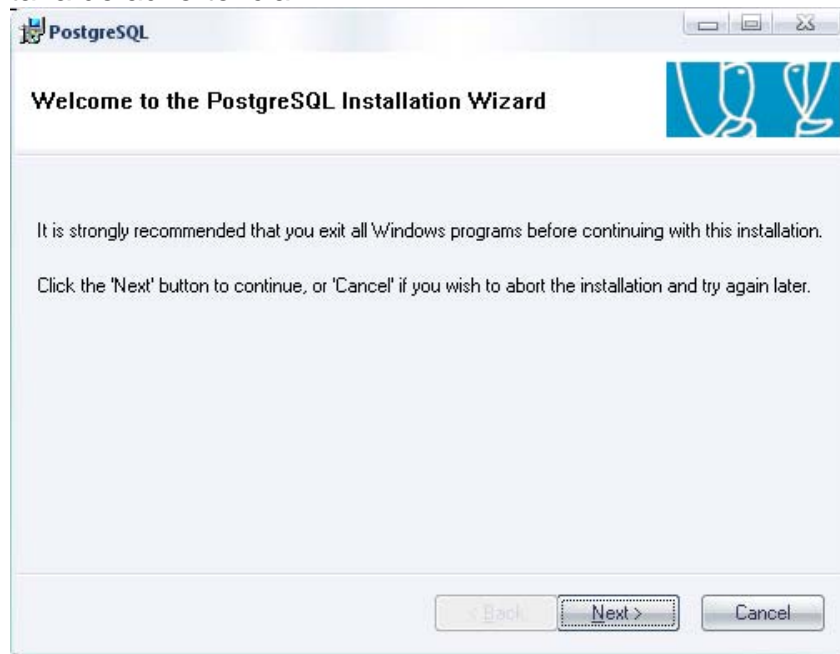 PostgreSQL
Welcome to the PostgreSQL Installation Wizard
It is strongly recommended that you exit all Windows programs before continuing with this installation.
Click the 'Next' button to continue, or 'Cancel' if you wish to abort the installation and try again later.
< Back
Next >
Cancel